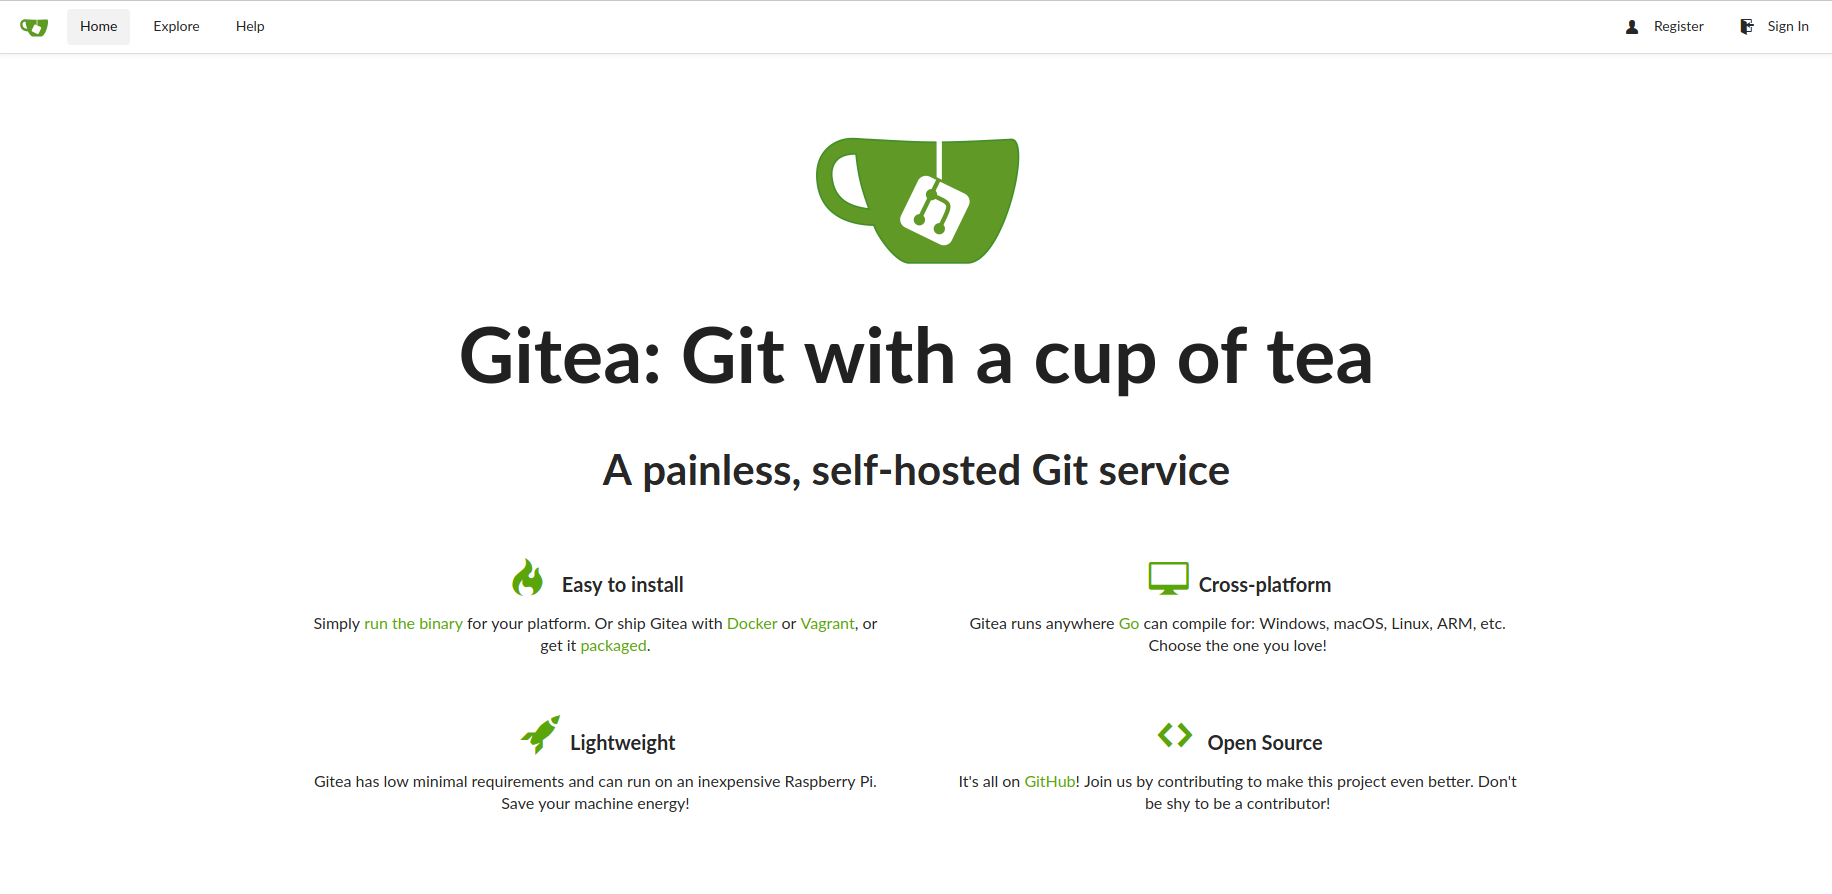 Home Explore Help Register Sign In
Gitea: Git with a cup of tea
A painless, self-hosted Git service
Easy to install
Simply run the binary for your platform. Or ship Gitea with Docker or Vagrant, or
get it packaged.
Cross-platform
Gitea runs anywhere Go can compile for: Windows, macOS, Linux, ARM, etc.
Choose the one you love!
Lightweight
Gitea has low minimal requirements and can run on an inexpensive Raspberry Pi.
Save your machine energy!
Open Source
It's all on GitHub! Join us by contributing to make this project even better. Don't
be shy to be a contributor!